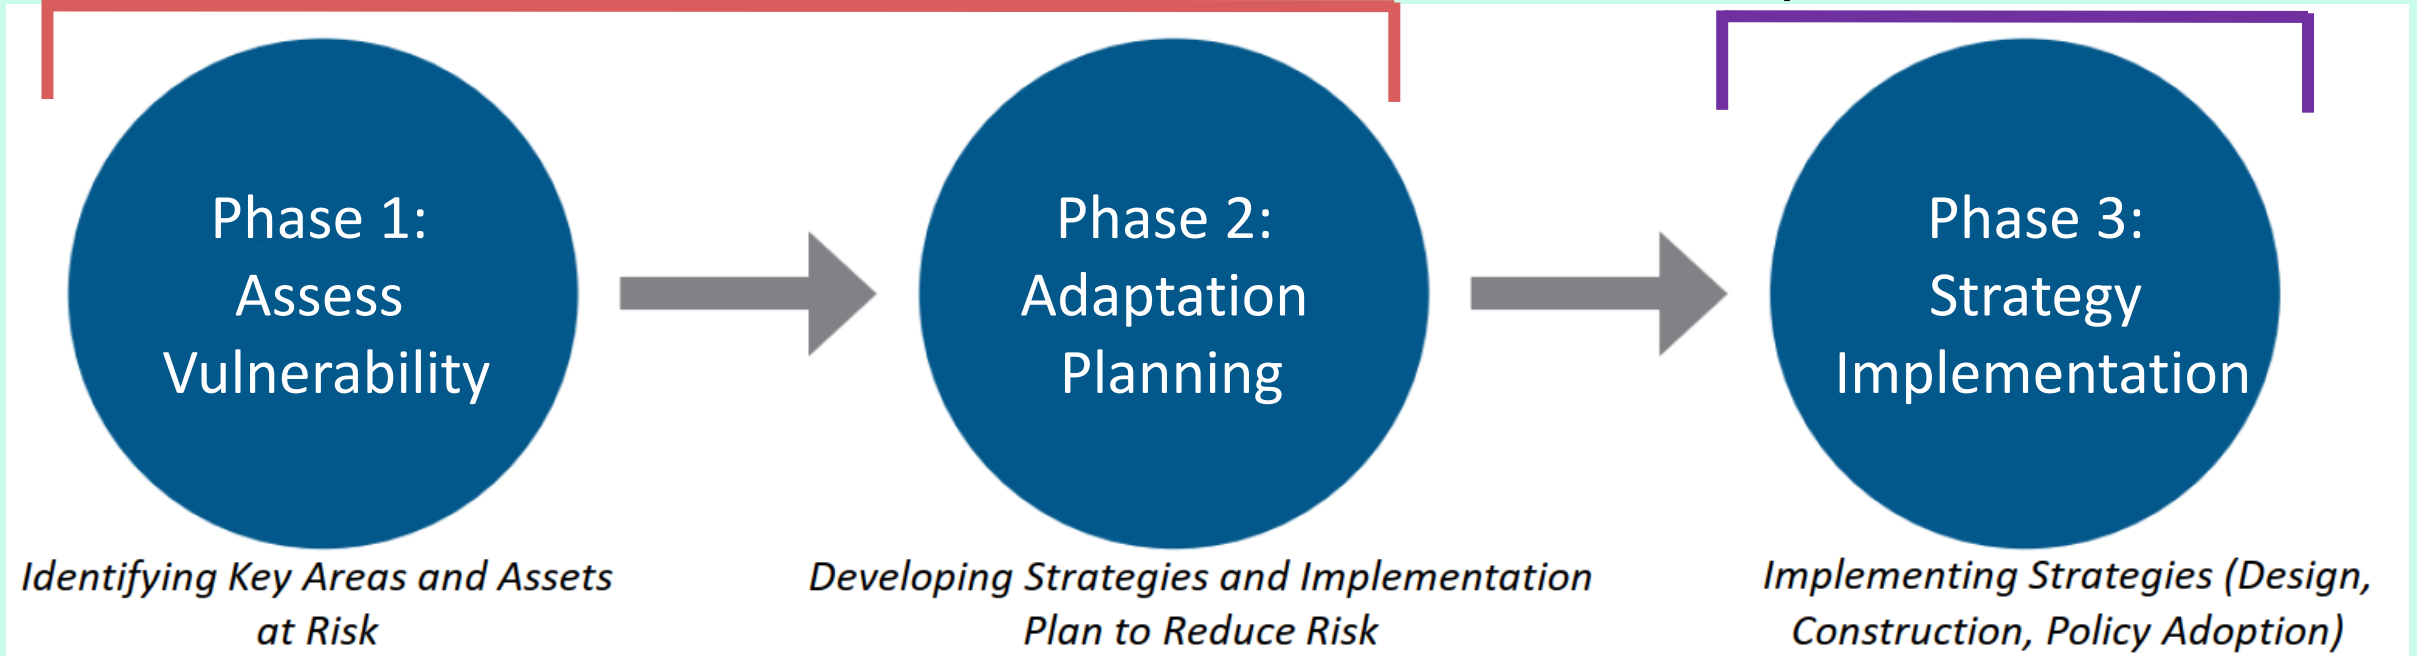 Phase 1:
Assess
Vulnerability
Phase 2:
Adaptation
Planning
Phase 3:
Strategy
Implementation
Identifying Key Areas and Assets
at Risk
Developing Strategies and Implementation
Plan to Reduce Risk
Implementing Strategies (Design,
Construction, Policy Adoption)